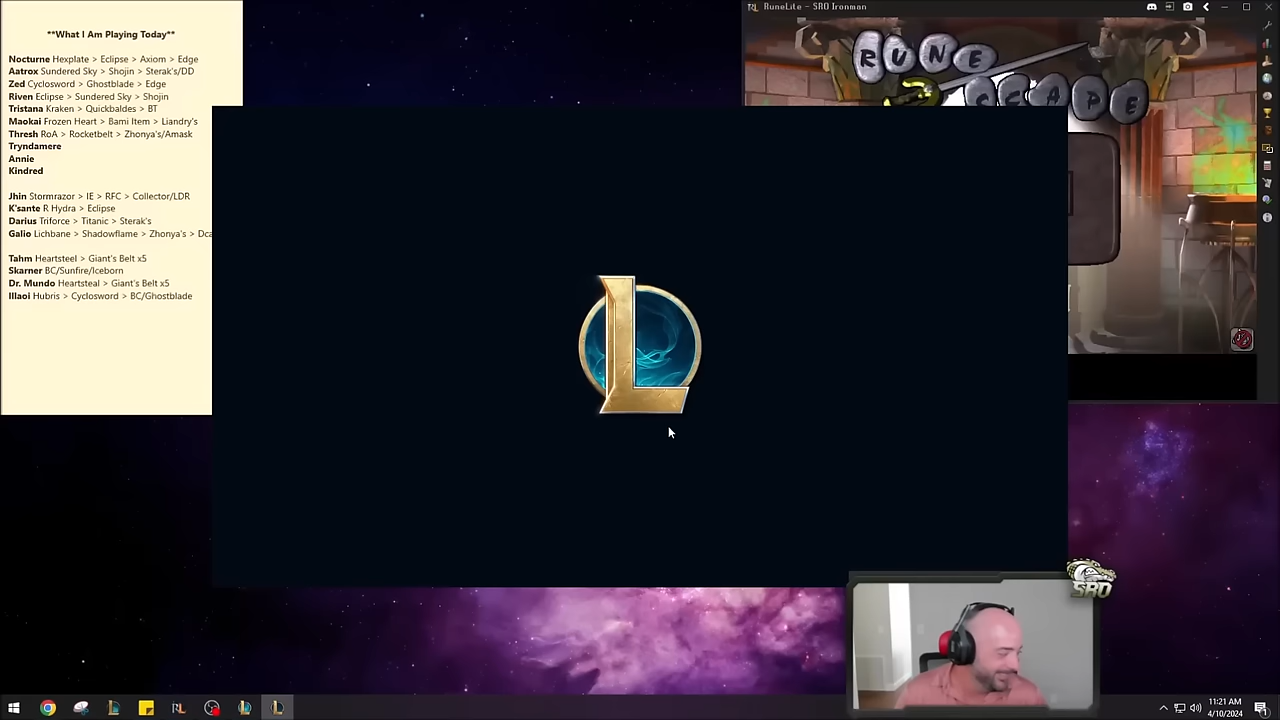 **What I Am Playing Today**
Nocturne Hexplate > Eclipse > Axiom > Edge
Aatrox Sundered Sky > Shojin > Sterak's/DD
Zed Cyclosword > Ghostblade > Edge
Riven Eclipse > Sundered Sky > Shojin
Tristana Kraken > Quickbaldes > BT
Maokai Frozen Heart > Bami Item > Liandry's
Thresh RoA > Rocketbelt > Zhonya's/Amask
Tryndamere
Annie
Kindred
Jhin Stormrazor > IE > RFC > Collector/LDR
K'sante R Hydra > Eclipse
Darius Triforce > Titanic > Sterak's
Galio Lichbane > Shadowflame > Zhonya's > Dca
Tahm Heartsteel > Giant's Belt x5
Skarner BC/Sunfire/Iceborn
Dr. Mundo Heartsteal > Giant's Belt x5
Illaoi Hubris > Cyclosword > BC/Ghostblade
RuneLite - SRO Ironman
RUNE
SCAPE
L
SRO
11:21 AM
4/10/2024